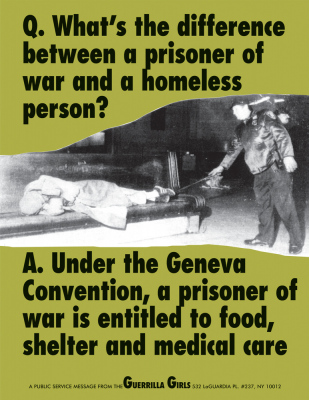 Q. What's the difference
between a prisoner of
war and a homeless
person?
A. Under the Geneva
Convention, a prisoner of
war is entitled to food,
shelter and medical care
A PUBLIC SERVICE MESSAGE FROM THE GUERRILLA GIRLS 532 LaGUARDIA PL, #237, NY 10012